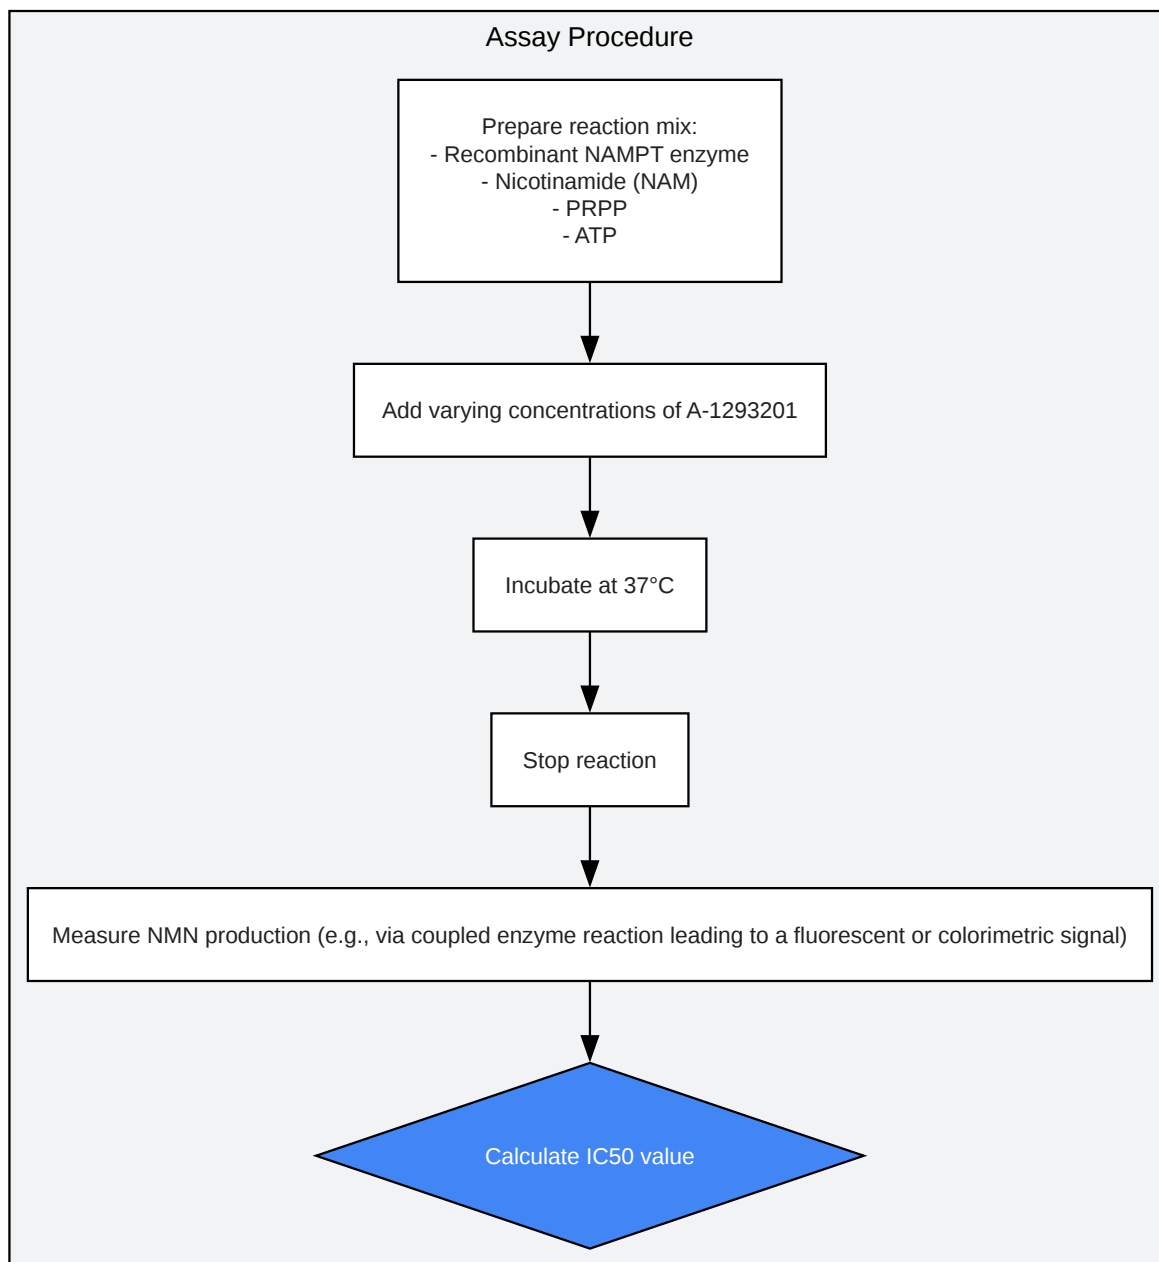 Assay Procedure
Prepare reaction mix:
- Recombinant NAMPT enzyme
- Nicotinamide (NAM)
- PRPP
- ATP
Add varying concentrations of A-1293201
Incubate at 37°C
Stop reaction
Measure NMN production (e.g., via coupled enzyme reaction leading to a fluorescent or colorimetric signal)
Calculate IC50 value